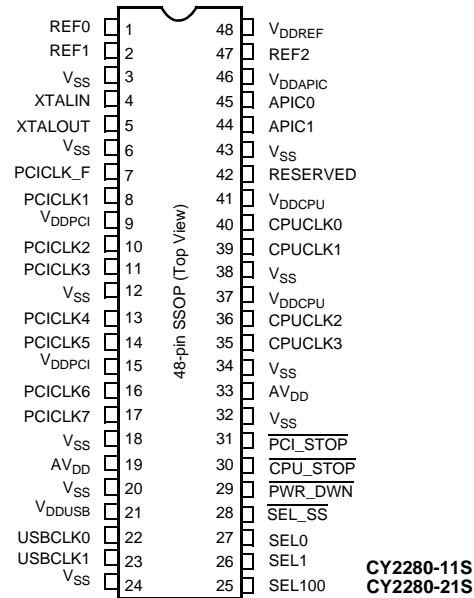 REF0 1 48 VDDREF
REF1 2 47 REF2
VSS 3 46 VDDAPIC
XTALIN 4 45 APIC0
XTALOUT 5 44 APIC1
VSS 6 43 VSS
PCICLK_F 7 42 RESERVED
PCICLK1 8 41 VDDCPU
VDDPCI 9 40 CPUCLK0
PCICLK2 10 39 CPUCLK1
PCICLK3 11 38 VSS
VSS 12 37 VDDCPU
PCICLK4 13 36 CPUCLK2
PCICLK5 14 35 CPUCLK3
VDDPCI 15 34 VSS
PCICLK6 16 33 AVDD
PCICLK7 17 32 VSS
VSS 18 31 PCI_STOP
AVDD 19 30 CPU_STOP
VSS 20 29 PWR_DWN
VDDUSB 21 28 SEL_SS
USBCLK0 22 27 SEL0
USBCLK1 23 26 SEL1
VSS 24 25 SEL100
48-pin SSOP (Top View)
CY2280-11S
CY2280-21S